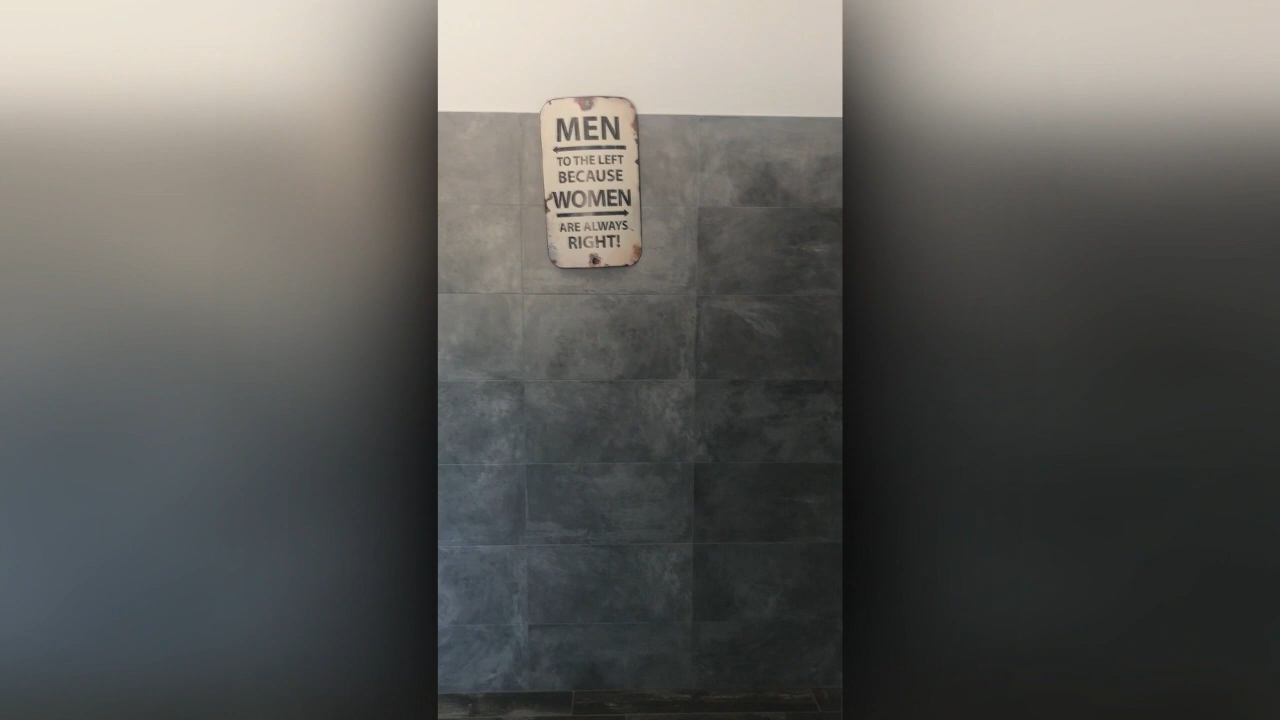 MEN
TO THE LEFT
BECAUSE
WOMEN
ARE ALWAYS
RIGHT!